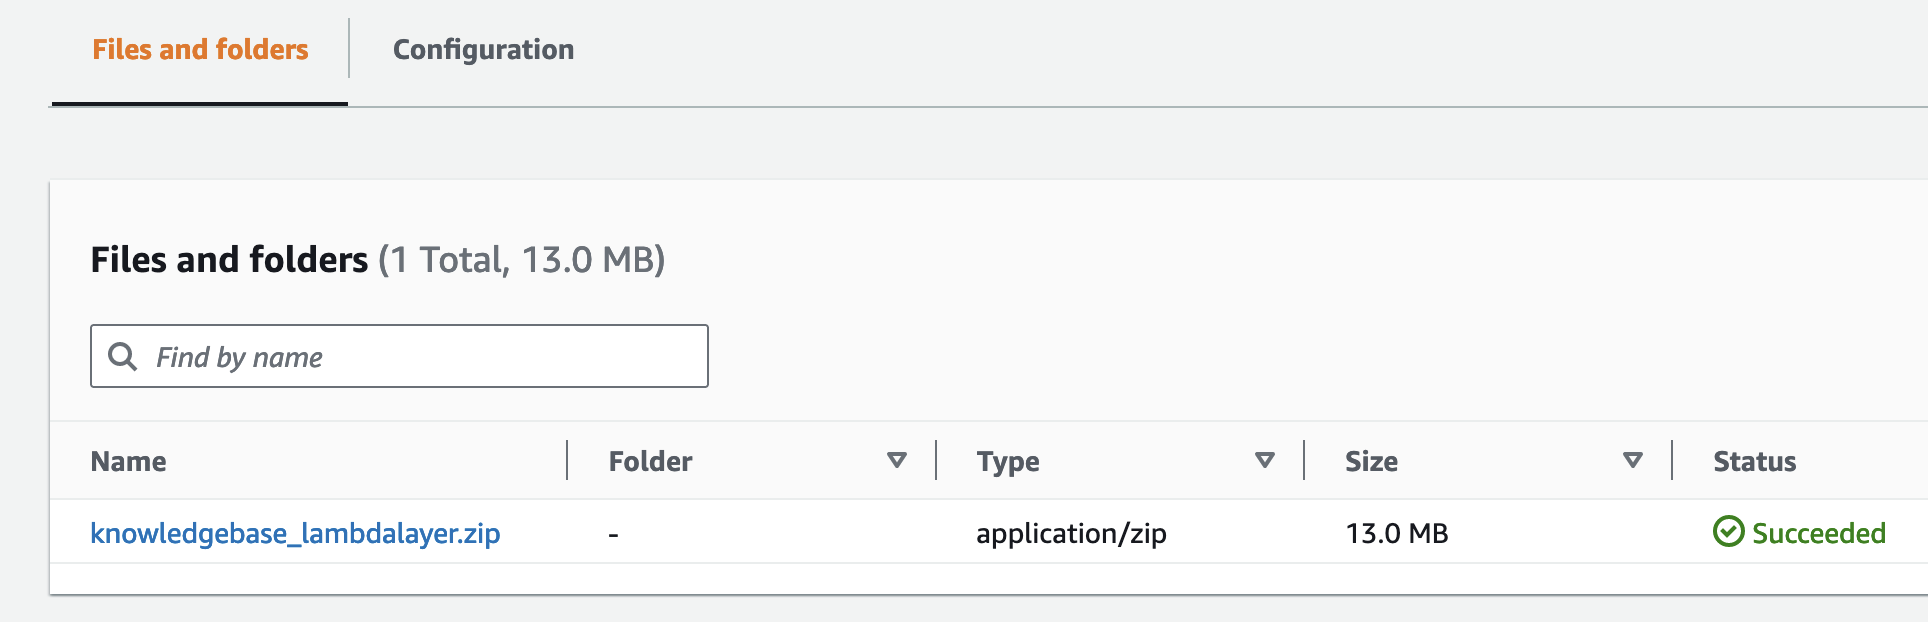 Files and folders Configuration
Files and folders (1 Total, 13.0 MB)
Find by name
Name Folder Type Size Status
knowledgebase_lambdalayer.zip - application/zip 13.0 MB Succeeded